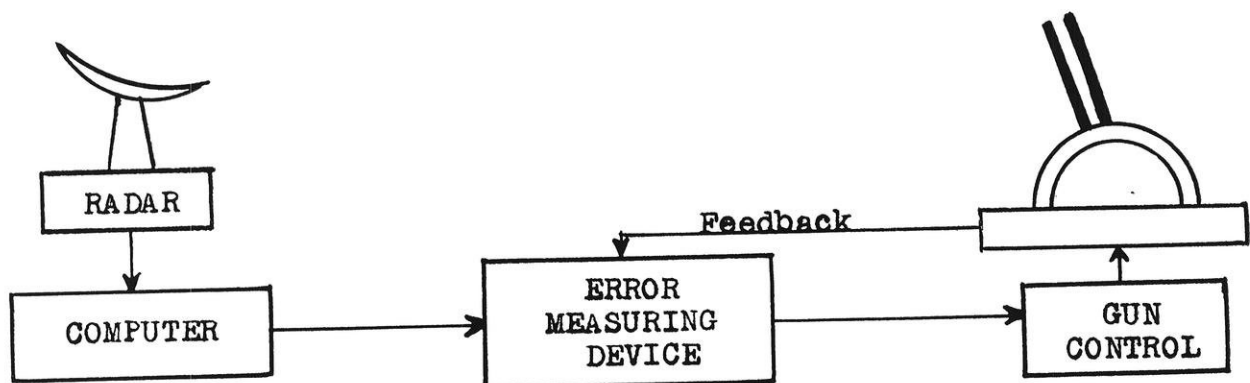 RADAR
Feedback
COMPUTER
ERROR
MEASURING
DEVICE
GUN
CONTROL